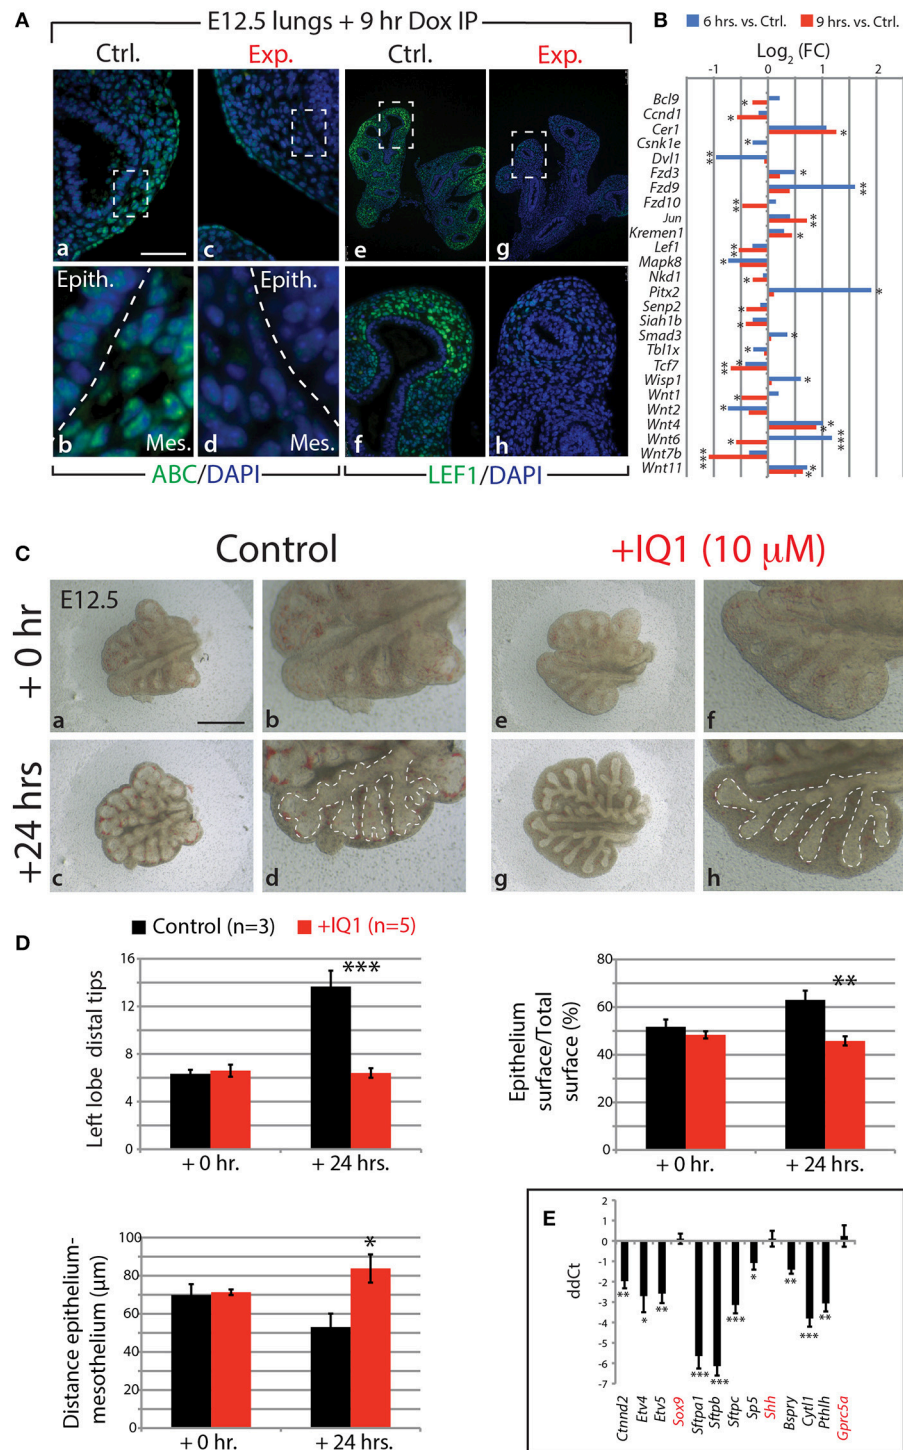 A
E12.5 lungs + 9 hr Dox IP
Ctrl.
Exp.
Ctrl.
Exp.
a
c
e
g
Epith.
Epith.
Mes.
Mes.
b
d
f
h
ABC/DAPI
LEF1/DAPI
B
6 hrs. vs. Ctrl.
9 hrs. vs. Ctrl.
Log2 (FC)
-1 0 1 2
Bcl9 *
Ccnd1 *
Cer1 *
Csnk1e *
Dvl1 **
Fzd3 *
Fzd9 **
Fzd10 **
Jun **
Kremen1 *
Lef1 **
Mapk8 *
Nkd1 *
Pitx2 *
Senp2 *
Siah1b *
Smad3 *
Tbl1x *
Tcf7 * **
Wisp1 *
Wnt1 *
Wnt2 *
Wnt4 * *
Wnt6 * ***
Wnt7b ***
Wnt11 * *
C
Control
+IQ1 (10 µM)
+ 0 hr
E12.5
a
b
e
f
+24 hrs
c
d
g
h
D
Control (n=3)
+IQ1 (n=5)
Left lobe distal tips
16
12
8
4
0
***
+ 0 hr.
+ 24 hrs.
Epithelium surface/Total surface (%)
80
60
40
20
0
**
+ 0 hr.
+ 24 hrs.
Distance epithelium-mesothelium (µm)
100
80
60
40
20
0
*
+ 0 hr.
+ 24 hrs.
E
ddCt
2
1
0
-1
-2
-3
-4
-5
-6
-7
** * ** *** *** *** * ** *** **
Ctnnd2
Etv4
Etv5
Sox9
Sftpa1
Sftpb
Sftpc
Sp5
Shh
Bspry
Cytl1
Pthlh
Gprc5a